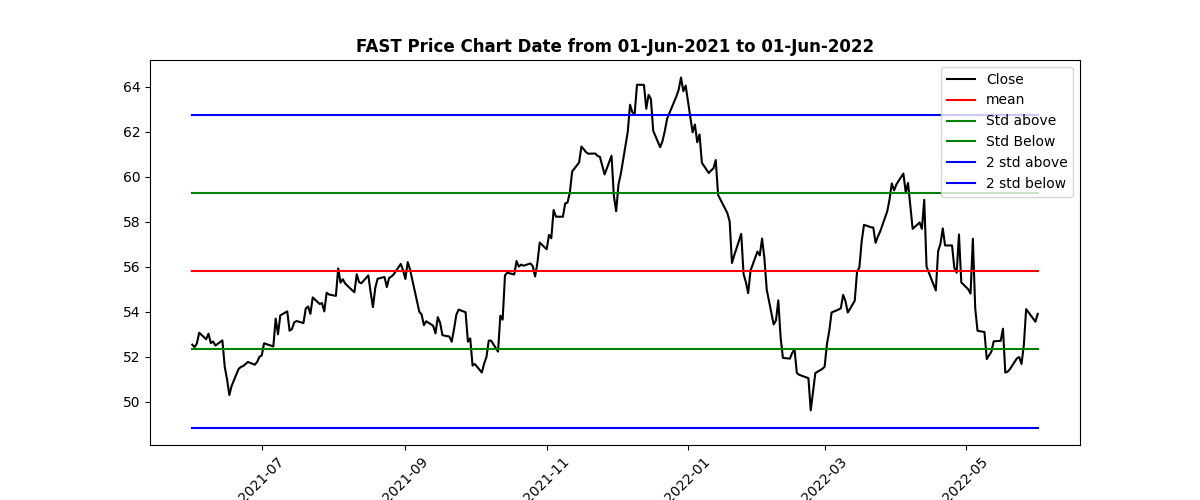 FAST Price Chart Date from 01-Jun-2021 to 01-Jun-2022
64
62
60
58
56
54
52
50
Close
mean
Std above
Std Below
2 std above
2 std below
2021-07
2021-09
2021-11
2022-01
2022-03
2022-05